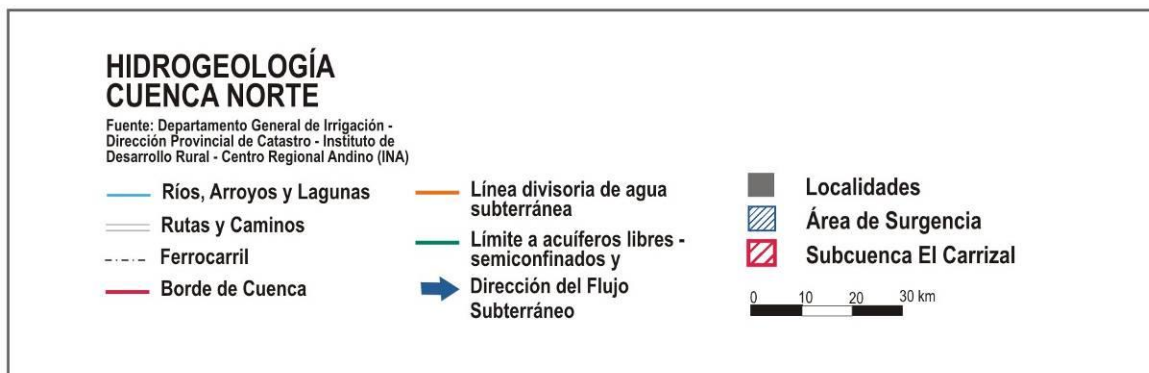 HIDROGEOLOGÍA
CUENCA NORTE
Fuente: Departamento General de Irrigación -
Dirección Provincial de Catastro - Instituto de
Desarrollo Rural - Centro Regional Andino (INA)
Ríos, Arroyos y Lagunas
Rutas y Caminos
Ferrocarril
Borde de Cuenca
Línea divisoria de agua
subterránea
Límite a acuíferos libres -
semiconfinados y
Dirección del Flujo
Subterráneo
Localidades
Área de Surgencia
Subcuenca El Carrizal
0 10 20 30 km